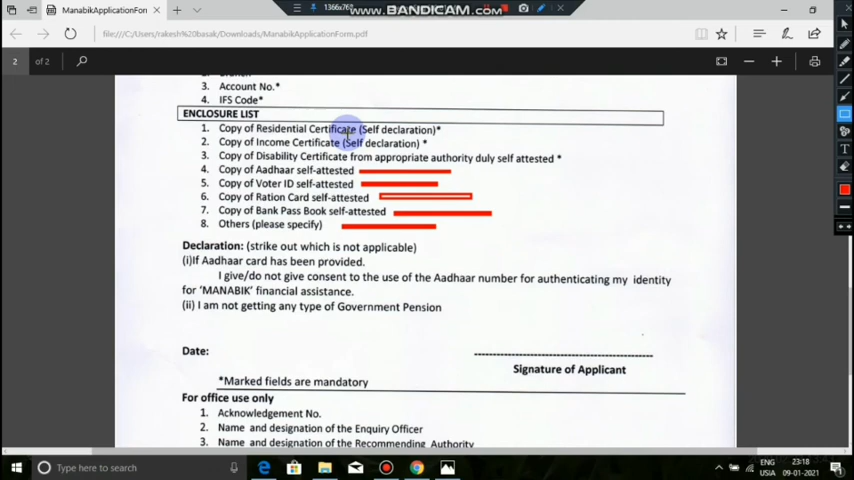 1366x768
www.BANDICAM.com
ManabikApplicationForr
file:///C:/Users/rakesh%20basak/Downloads/ManabikApplicationForm.pdf
2 of 2
3. Account No.*
4. IFS Code*
ENCLOSURE LIST
1. Copy of Residential Certificate (Self declaration)*
2. Copy of Income Certificate (Self declaration) *
3. Copy of Disability Certificate from appropriate authority duly self attested *
4. Copy of Aadhaar self-attested
5. Copy of Voter ID self-attested
6. Copy of Ration Card self-attested
7. Copy of Bank Pass Book self-attested
8. Others (please specify)
Declaration: (strike out which is not applicable)
(i)If Aadhaar card has been provided.
I give/do not give consent to the use of the Aadhaar number for authenticating my identity
for 'MANABIK' financial assistance.
(ii) I am not getting any type of Government Pension
Date:
Signature of Applicant
*Marked fields are mandatory
For office use only
1. Acknowledgement No.
2. Name and designation of the Enquiry Officer
3. Name and designation of the Recommending Authority
Type here to search
ENG
USIA
23:18
09-01-2021